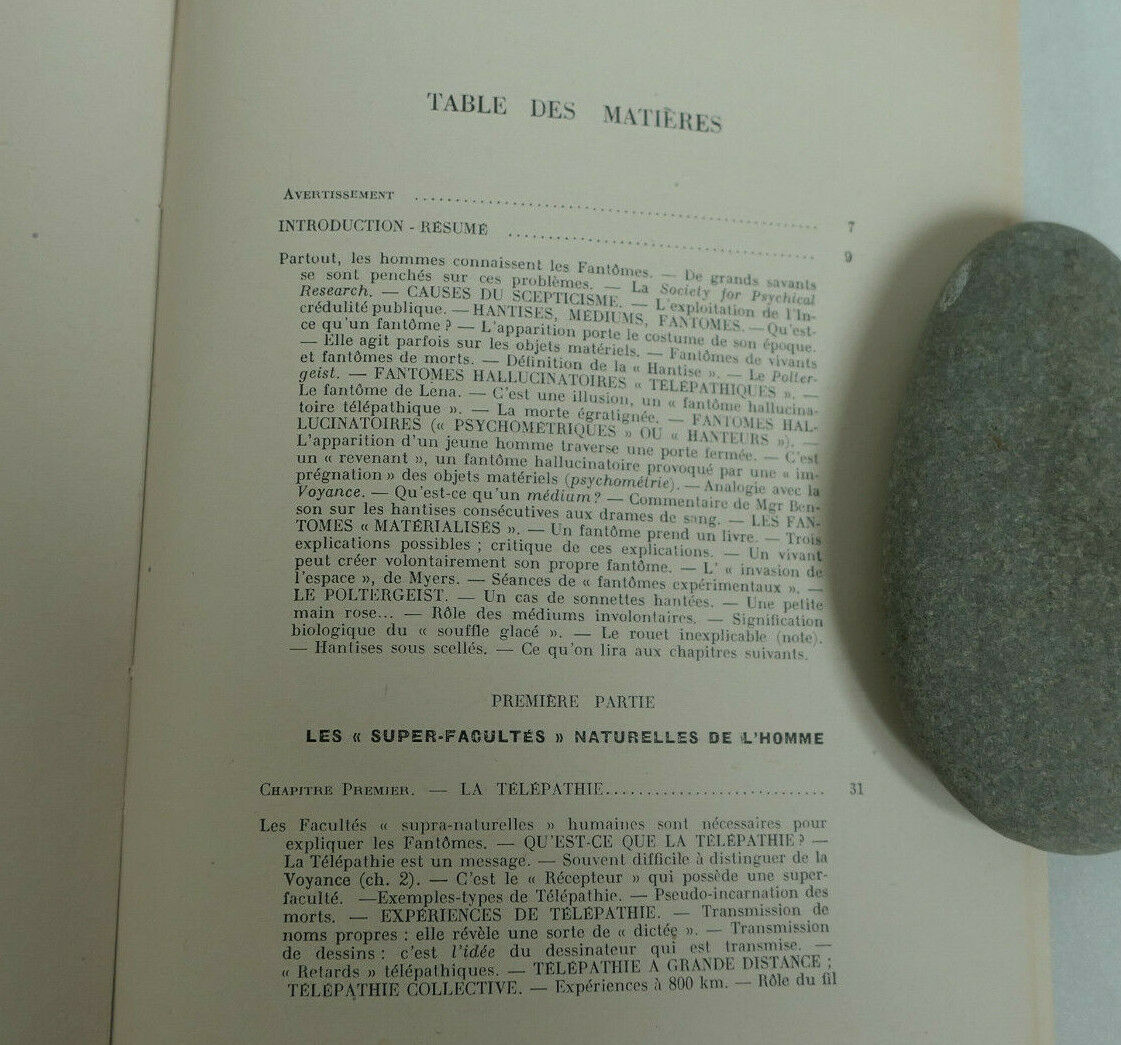 TABLE DES MATIÈRES
AVERTISSEMENT ........ 7
INTRODUCTION - RÉSUMÉ ........ 9
Partout, les hommes connaissent les Fantômes. — De grands savants
se sont penchés sur ces problèmes. — La Society for Psychical
Research. — CAUSES DU SCEPTICISME. — L'exploitation de l'In-
crédulité publique. — HANTISES, MÉDIUMS, FANTOMES. — Qu'est-
ce qu'un fantôme ? — L'apparition porte le costume de son époque.
— Elle agit parfois sur les objets matériels. — Fantômes de vivants
et fantômes de morts. — Définition de la « Hantise ». — Le Polter-
geist. — FANTOMES HALLUCINATOIRES « TÉLÉPATHIQUES ». —
Le fantôme de Lena. — C'est une illusion, un « fantôme hallucina-
toire télépathique ». — La morte égratignée. — FANTOMES HAL-
LUCINATOIRES (« PSYCHOMÉTRIQUES » OU « HANTEURS »). —
L'apparition d'un jeune homme traverse une porte fermée. — C'est
un « revenant », un fantôme hallucinatoire provoqué par une « im-
prégnation » des objets matériels (psychométrie). — Analogie avec la
Voyance. — Qu'est-ce qu'un médium ? — Commentaire de Mgr Ben-
son sur les hantises consécutives aux drames de sang. — LES FAN-
TOMES « MATÉRIALISÉS ». — Un fantôme prend un livre. — Trois
explications possibles ; critique de ces explications. — Un vivant
peut créer volontairement son propre fantôme. — L' « invasion de
l'espace », de Myers. — Séances de « fantômes expérimentaux ». —
LE POLTERGEIST. — Un cas de sonnettes hantées. — Une petite
main rose... — Rôle des médiums involontaires. — Signification
biologique du « souffle glacé ». — Le rouet inexplicable (note).
— Hantises sous scellés. — Ce qu'on lira aux chapitres suivants.
PREMIÈRE PARTIE
LES « SUPER-FACULTÉS » NATURELLES DE L'HOMME
CHAPITRE PREMIER. — LA TÉLÉPATHIE........ 31
Les Facultés « supra-naturelles » humaines sont nécessaires pour
expliquer les Fantômes. — QU'EST-CE QUE LA TÉLÉPATHIE ? —
La Télépathie est un message. — Souvent difficile à distinguer de la
Voyance (ch. 2). — C'est le « Récepteur » qui possède une super-
faculté. —Exemples-types de Télépathie. — Pseudo-incarnation des
morts. — EXPÉRIENCES DE TÉLÉPATHIE. — Transmission de
noms propres : elle révèle une sorte de « dictée ». — Transmission
de dessins : c'est l'idée du dessinateur qui est transmise. —
« Retards » télépathiques. — TÉLÉPATHIE A GRANDE DISTANCE ;
TÉLÉPATHIE COLLECTIVE. — Expériences à 800 km. — Rôle du fil